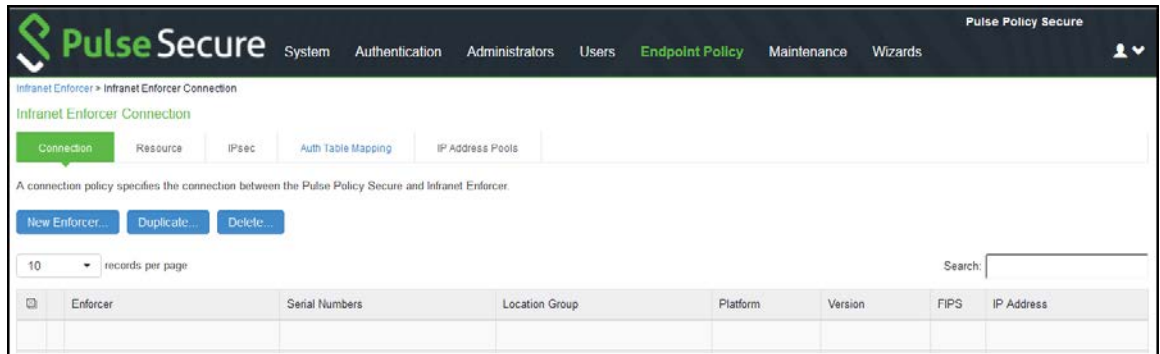 Pulse Policy Secure
Pulse Secure System Authentication Administrators Users Endpoint Policy Maintenance Wizards
Infranet Enforcer > Infranet Enforcer Connection
Infranet Enforcer Connection
Connection Resource IPsec Auth Table Mapping IP Address Pools
A connection policy specifies the connection between the Pulse Policy Secure and Infranet Enforcer.
New Enforcer... Duplicate... Delete...
10 records per page Search:
Enforcer Serial Numbers Location Group Platform Version FIPS IP Address